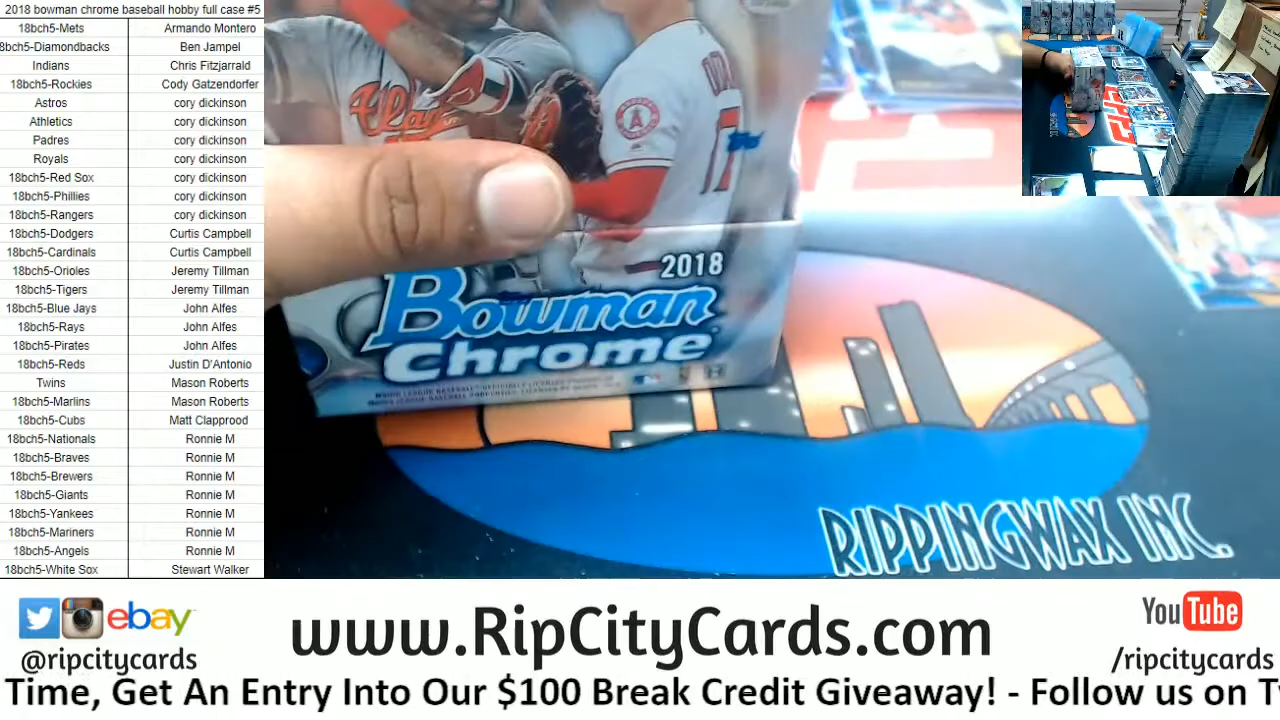 2018 bowman chrome baseball hobby full case #5
18bch5-Mets Armando Montero
8bch5-Diamondbacks Ben Jampel
Indians Chris Fitzjarrald
18bch5-Rockies Cody Gatzendorfer
Astros cory dickinson
Athletics cory dickinson
Padres cory dickinson
Royals cory dickinson
18bch5-Red Sox cory dickinson
18bch5-Phillies cory dickinson
18bch5-Rangers cory dickinson
18bch5-Dodgers Curtis Campbell
18bch5-Cardinals Curtis Campbell
18bch5-Orioles Jeremy Tillman
18bch5-Tigers Jeremy Tillman
18bch5-Blue Jays John Alfes
18bch5-Rays John Alfes
18bch5-Pirates John Alfes
18bch5-Reds Justin D'Antonio
Twins Mason Roberts
18bch5-Marlins Mason Roberts
18bch5-Cubs Matt Clapprood
18bch5-Nationals Ronnie M
18bch5-Braves Ronnie M
18bch5-Brewers Ronnie M
18bch5-Giants Ronnie M
18bch5-Yankees Ronnie M
18bch5-Mariners Ronnie M
18bch5-Angels Ronnie M
18bch5-White Sox Stewart Walker
topps
17
2018
Bowman
Chrome
RIPPINGWAX INC.
ebay
@ripcitycards
www.RipCityCards.com
YouTube
/ripcitycards
Time, Get An Entry Into Our $100 Break Credit Giveaway! - Follow us on Tw